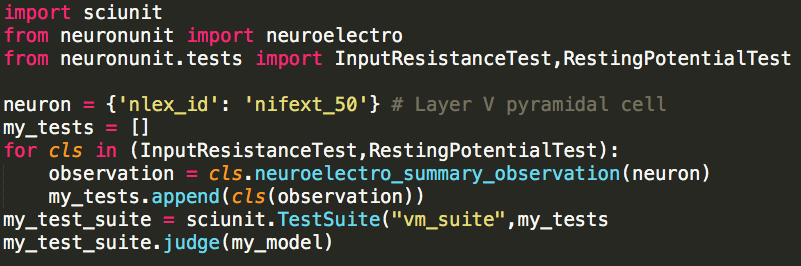 import sciunit
from neuronunit import neuroelectro
from neuronunit.tests import InputResistanceTest,RestingPotentialTest

neuron = {'nlex_id': 'nifext_50'} # Layer V pyramidal cell
my_tests = []
for cls in (InputResistanceTest,RestingPotentialTest):
    observation = cls.neuroelectro_summary_observation(neuron)
    my_tests.append(cls(observation))
my_test_suite = sciunit.TestSuite("vm_suite",my_tests
my_test_suite.judge(my_model)